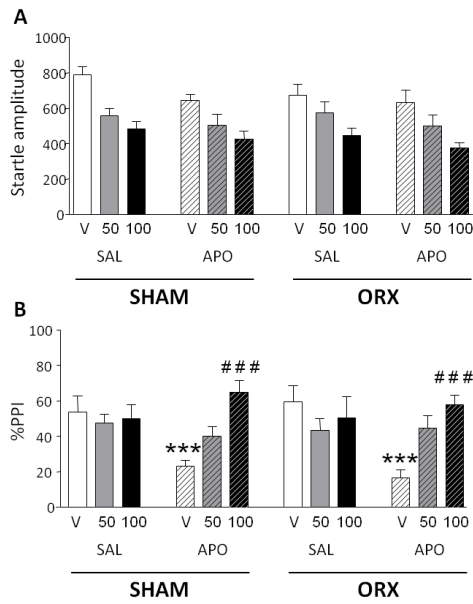 A
Startle amplitude
1000
800
600
400
200
0
V 50 100 V 50 100 V 50 100 V 50 100
SAL APO SAL APO
SHAM ORX
B
%PPI
100
80
60
40
20
0
### ###
*** ***
V 50 100 V 50 100 V 50 100 V 50 100
SAL APO SAL APO
SHAM ORX